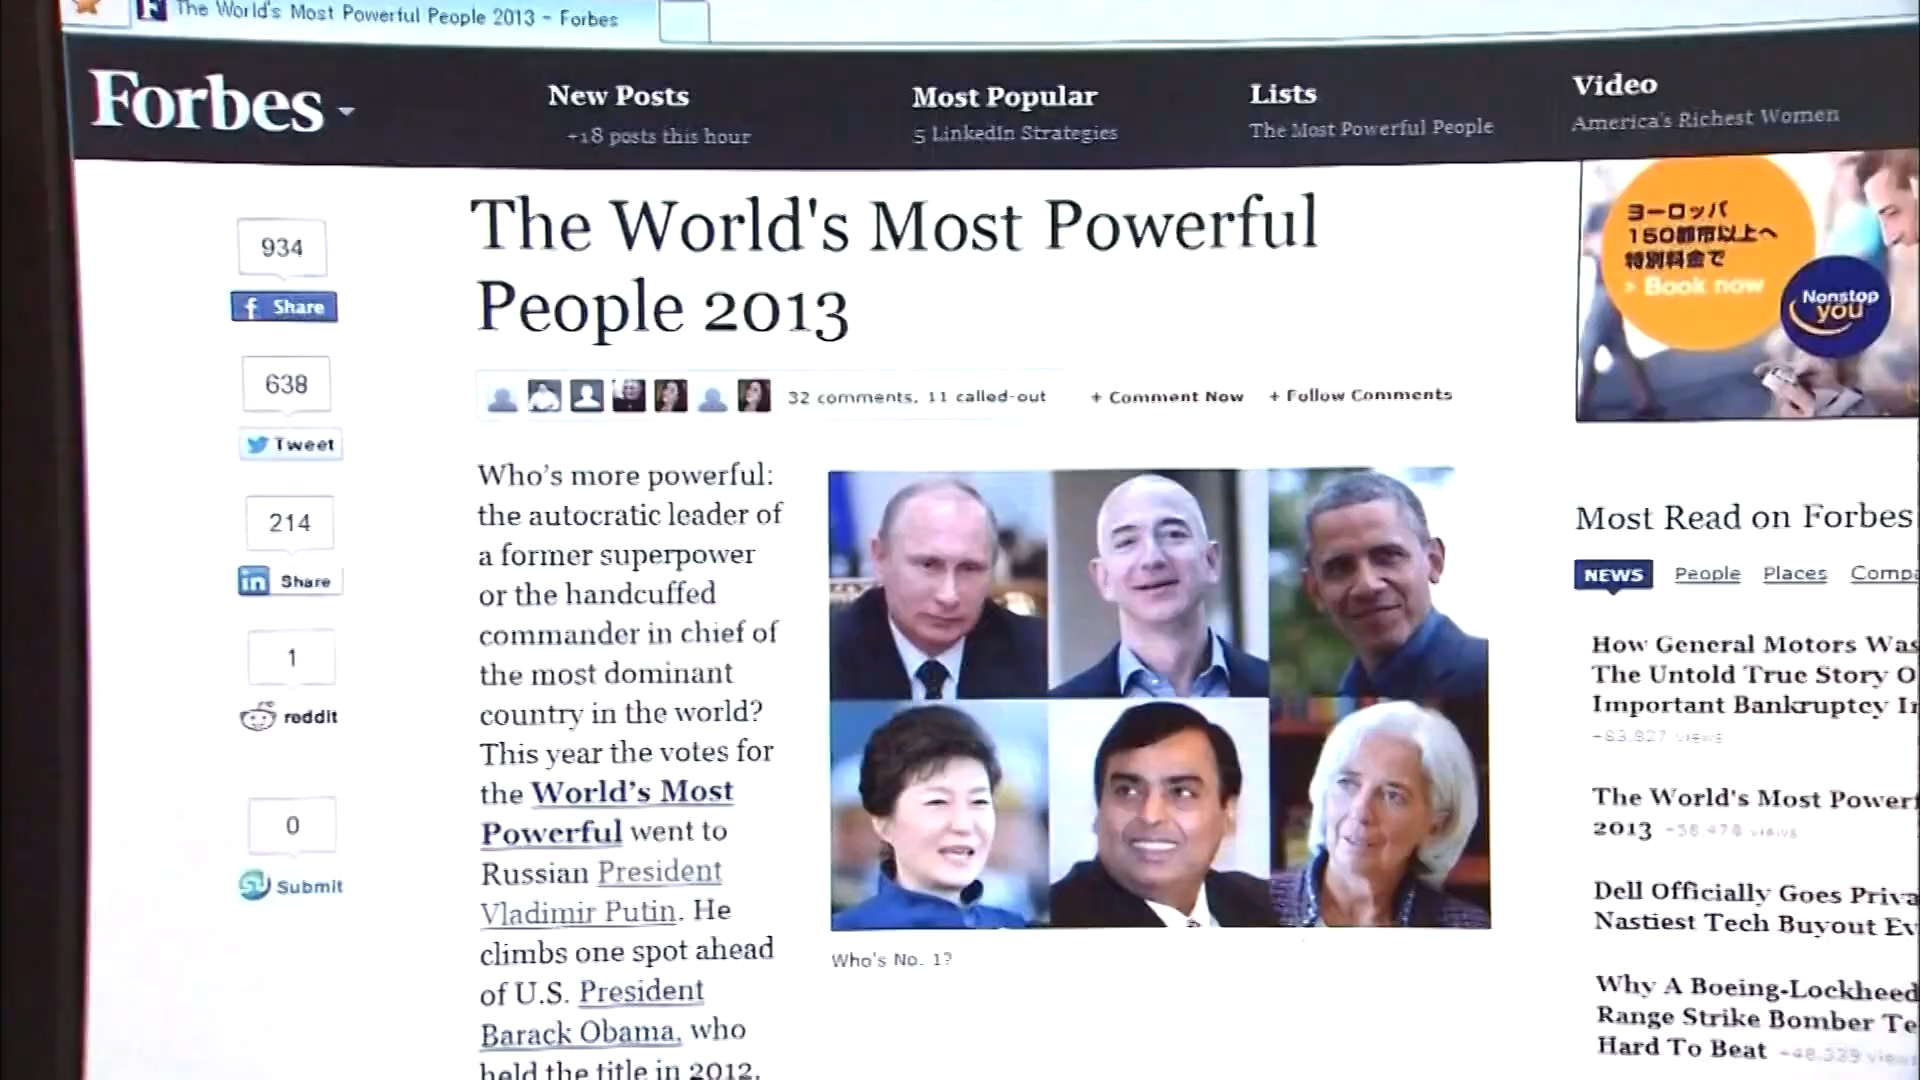 The World's Most Powerful People 2013 - Forbes
Forbes
New Posts
+18 posts this hour
Most Popular
5 LinkedIn Strategies
Lists
The Most Powerful People
Video
America's Richest Women
The World's Most Powerful
People 2013
32 comments, 11 called-out
+ Comment Now
+ Follow Comments
934
f Share
638
Tweet
214
in Share
1
reddit
0
Submit
Who's more powerful:
the autocratic leader of
a former superpower
or the handcuffed
commander in chief of
the most dominant
country in the world?
This year the votes for
the World's Most
Powerful went to
Russian President
Vladimir Putin. He
climbs one spot ahead
of U.S. President
Barack Obama, who
held the title in 2012.
Who's No. 1?
ヨーロッパ
150都市以上へ
特別料金で
Book now
Nonstop
you
Most Read on Forbes
NEWS
People
Places
How General Motors Was
The Untold True Story
Important Bankruptcy
The World's Most
2013
Dell Officially Goes
Nastiest Tech Buyout
Why A Boeing-Lockheed
Range Strike Bomber
Hard To Beat